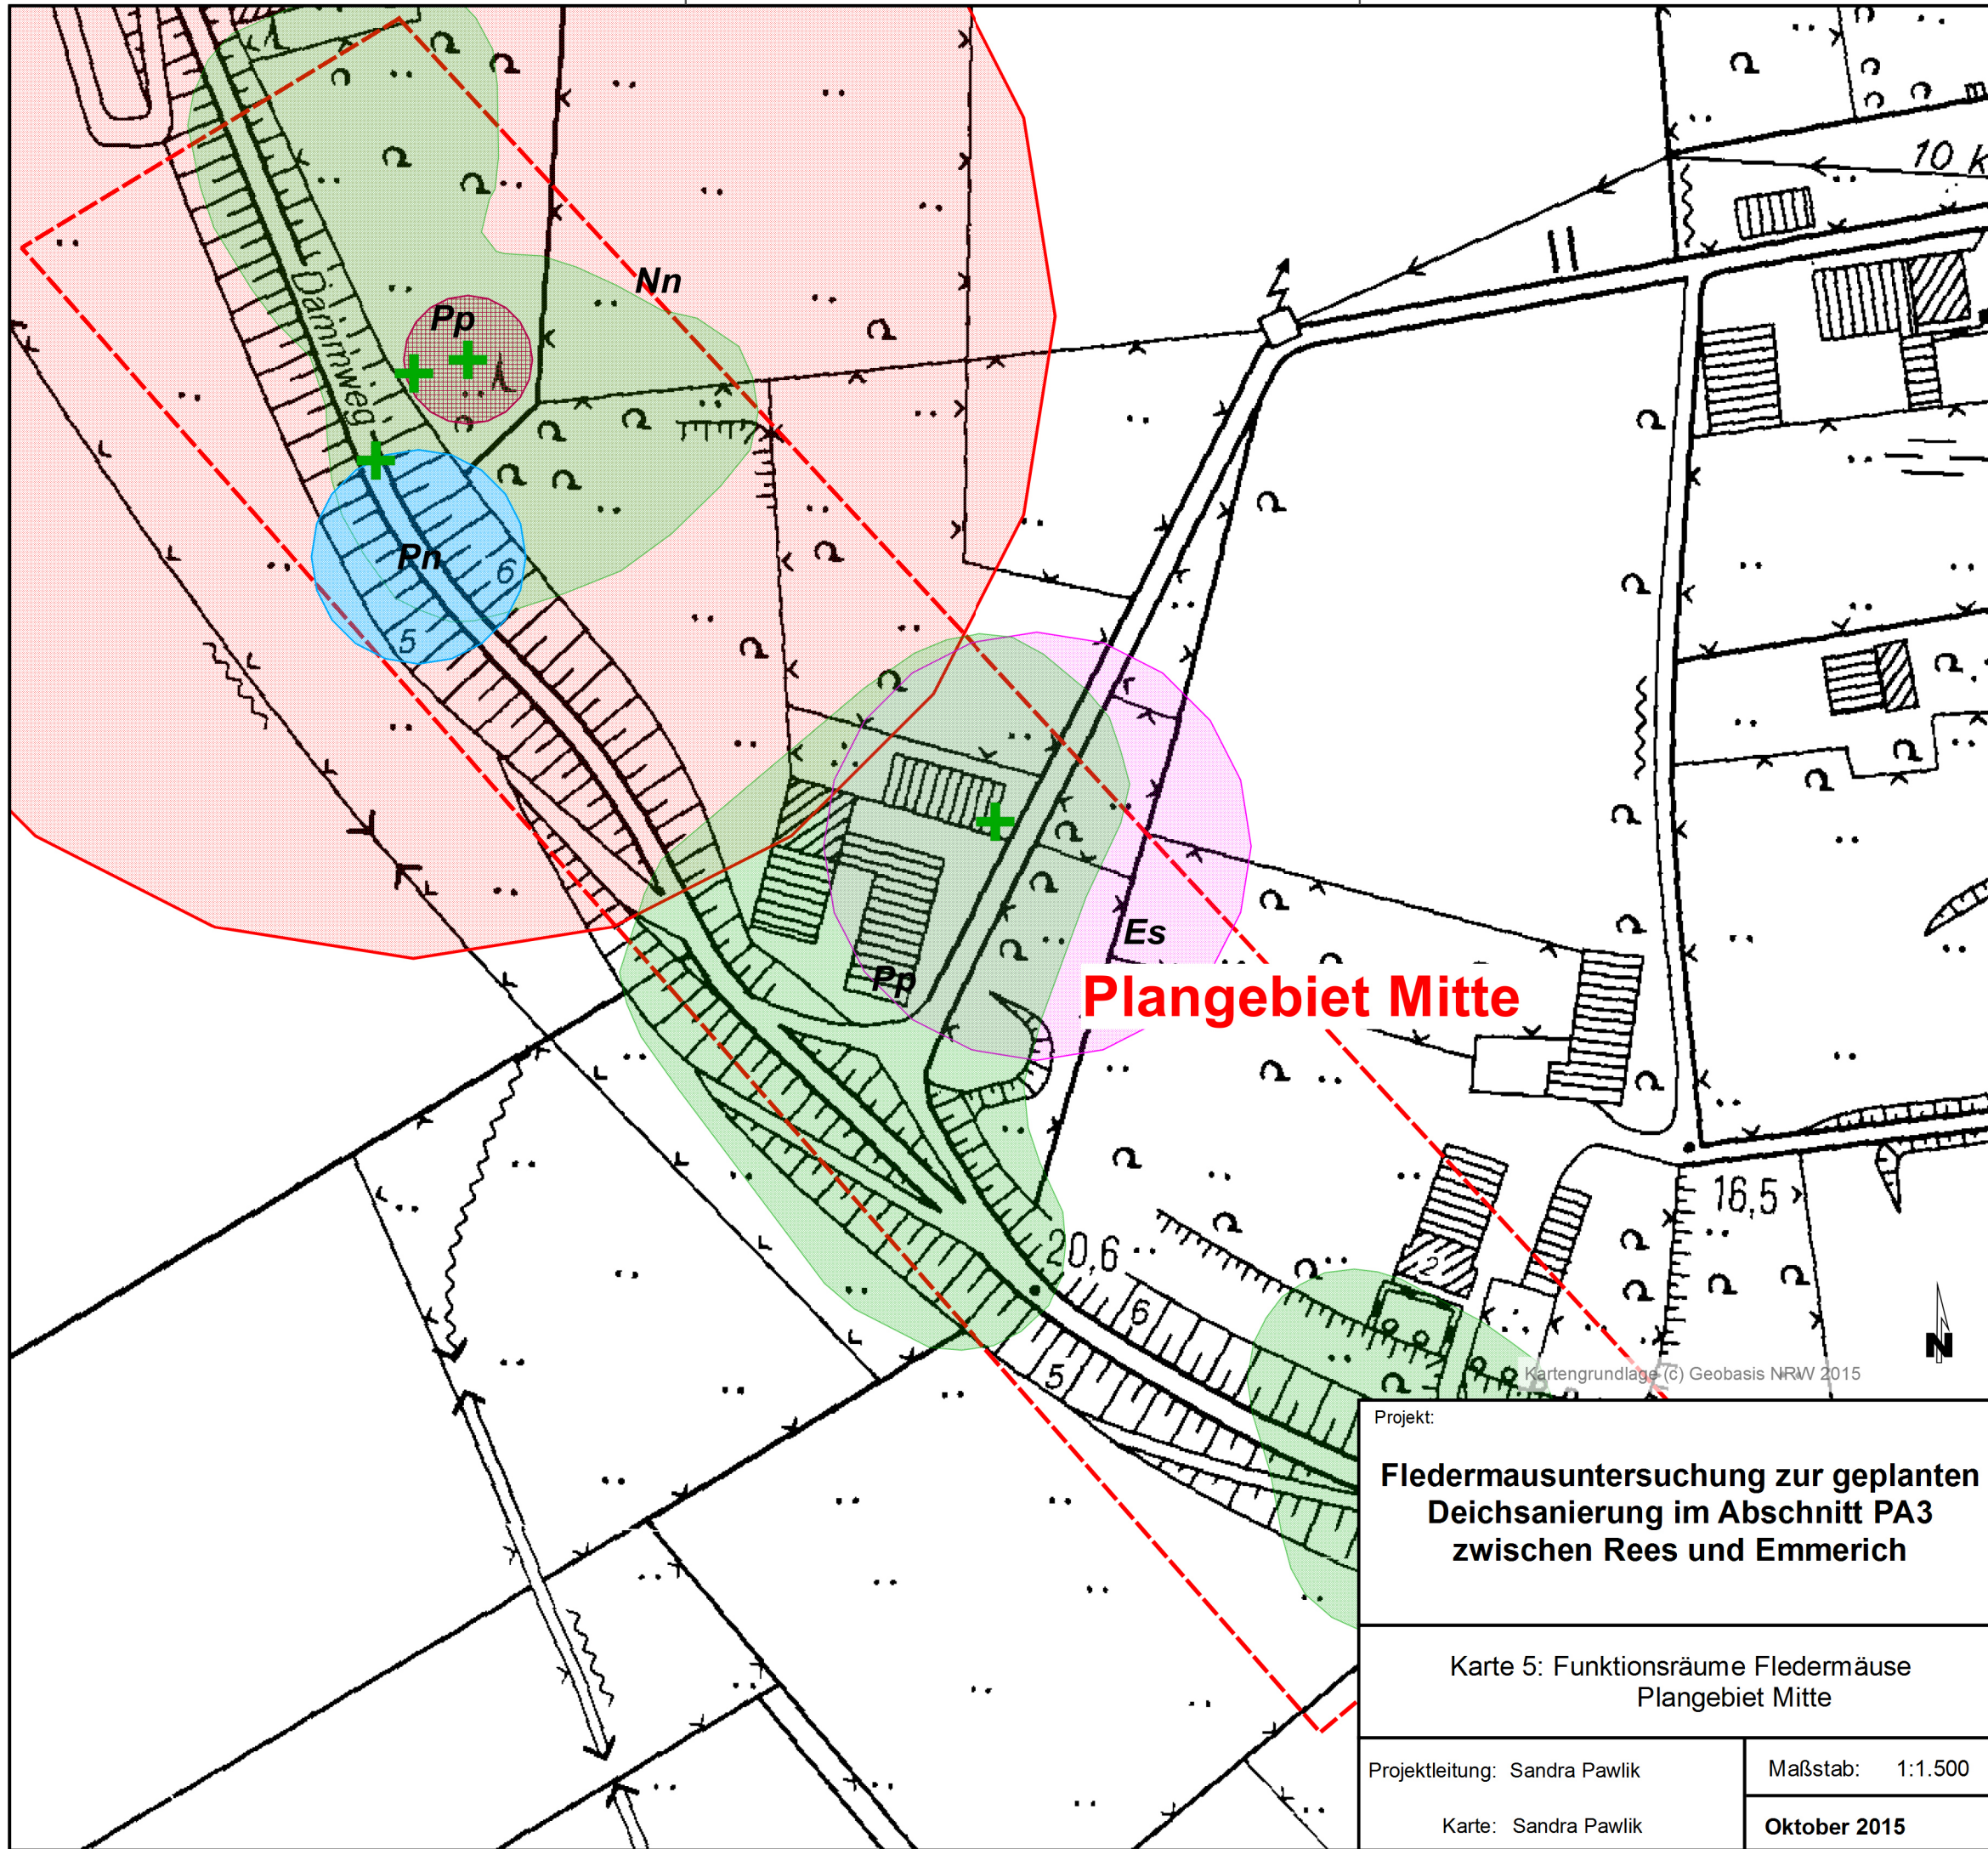 10 k
Nn
Dammweg
Pp
Pn
6
5
Es
Pp
Plangebiet Mitte
16,5
20,6
2
6
5
N
Kartengrundlage (c) Geobasis NRW 2015
Projekt:
Fledermausuntersuchung zur geplanten
Deichsanierung im Abschnitt PA3
zwischen Rees und Emmerich
Karte 5: Funktionsräume Fledermäuse
Plangebiet Mitte
Projektleitung: Sandra Pawlik
Maßstab: 1:1.500
Karte: Sandra Pawlik
Oktober 2015